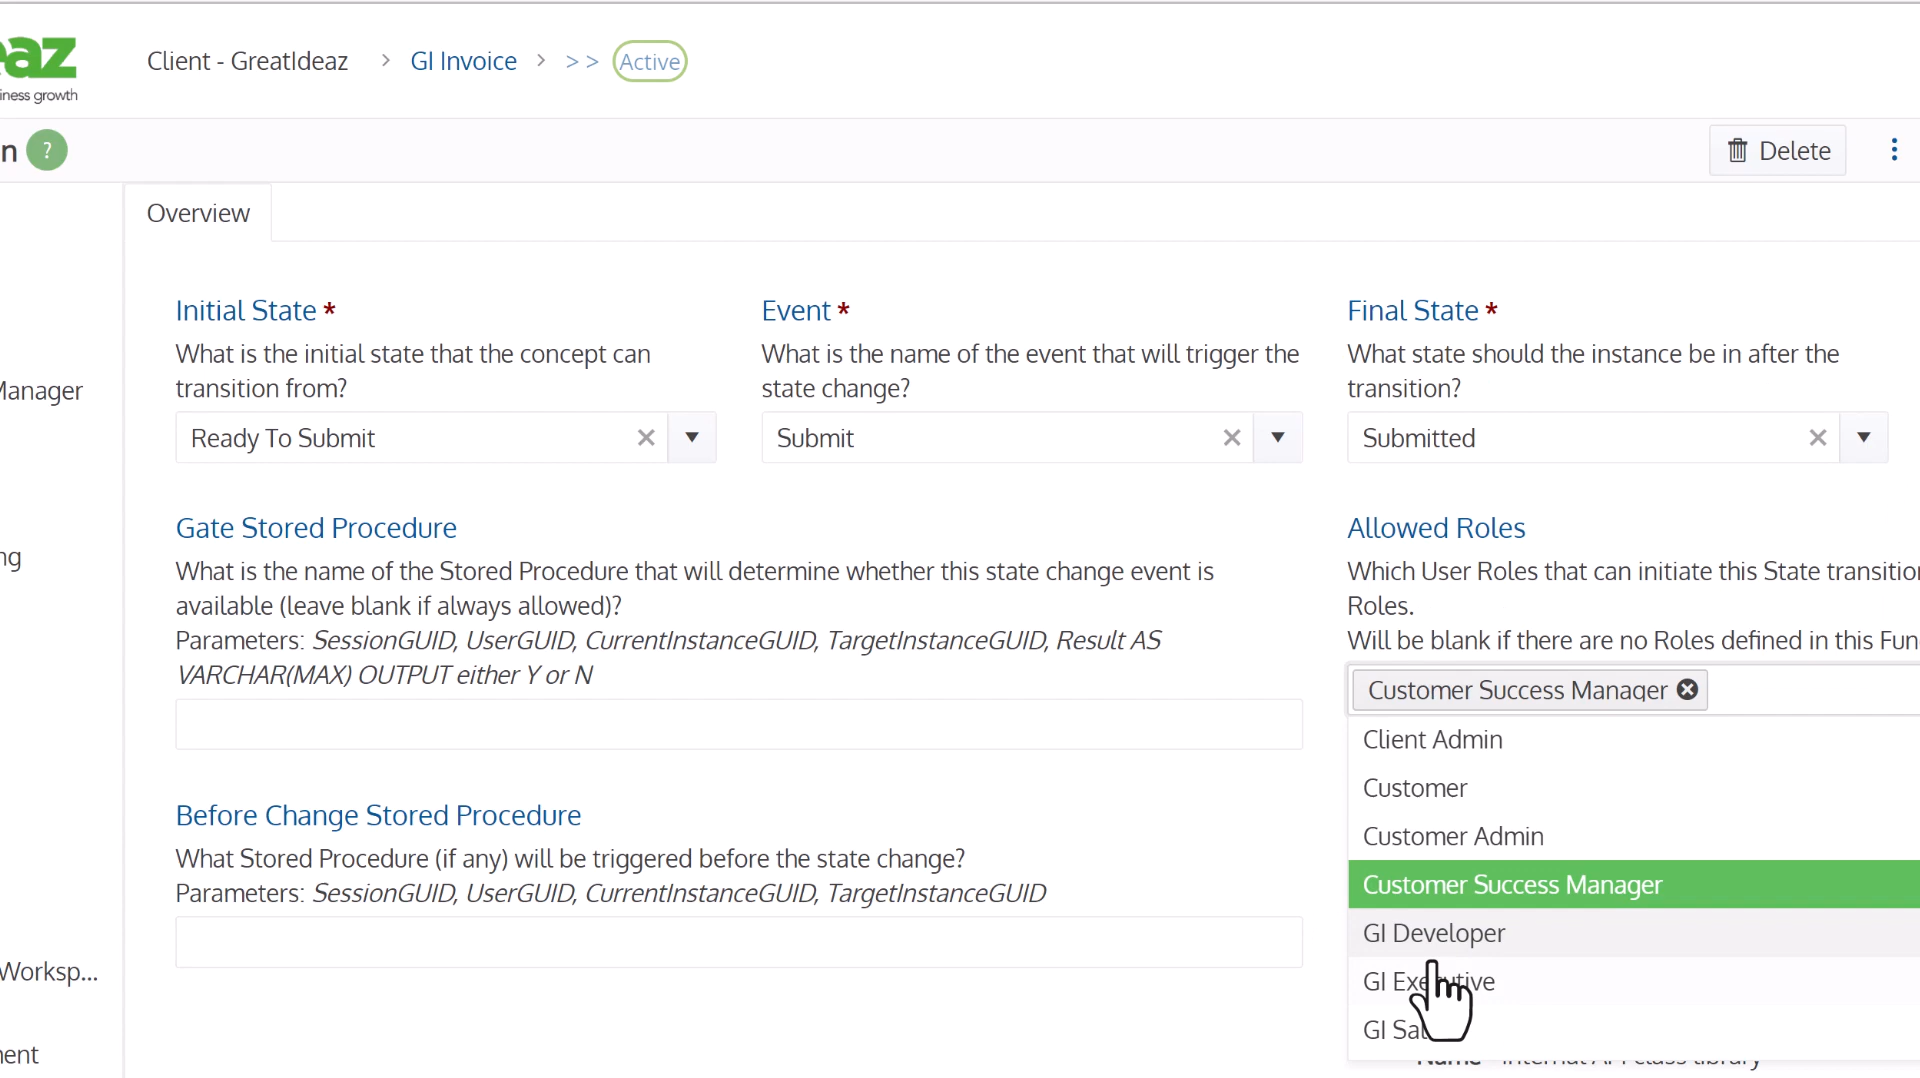 az
iness growth
Client - GreatIdeaz > GI Invoice > > > Active
n ?
Delete
Overview
Initial State *
Event *
Final State *
What is the initial state that the concept can
transition from?
What is the name of the event that will trigger the
state change?
What state should the instance be in after the
transition?
Manager
Ready To Submit
Submit
Submitted
Gate Stored Procedure
What is the name of the Stored Procedure that will determine whether this state change event is
available (leave blank if always allowed)?
Parameters: SessionGUID, UserGUID, CurrentInstanceGUID, TargetInstanceGUID, Result AS
VARCHAR(MAX) OUTPUT either Y or N
Allowed Roles
Which User Roles that can initiate this State transition
Roles.
Will be blank if there are no Roles defined in this Fun
ng
Customer Success Manager
Client Admin
Customer
Customer Admin
Customer Success Manager
GI Developer
GI Executive
GI Sal
Before Change Stored Procedure
What Stored Procedure (if any) will be triggered before the state change?
Parameters: SessionGUID, UserGUID, CurrentInstanceGUID, TargetInstanceGUID
Worksp...
ent